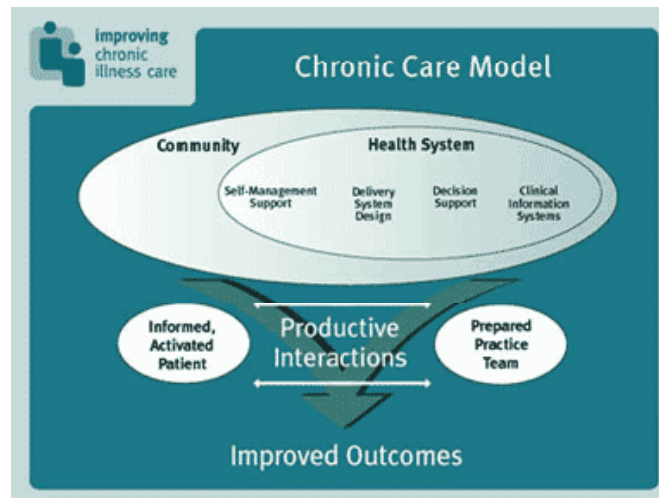 improving
chronic
illness care
Chronic Care Model
Community
Health System
Self-Management
Support
Delivery
System
Design
Decision
Support
Clinical
Information
Systems
Informed,
Activated
Patient
Productive
Interactions
Prepared
Practice
Team
Improved Outcomes